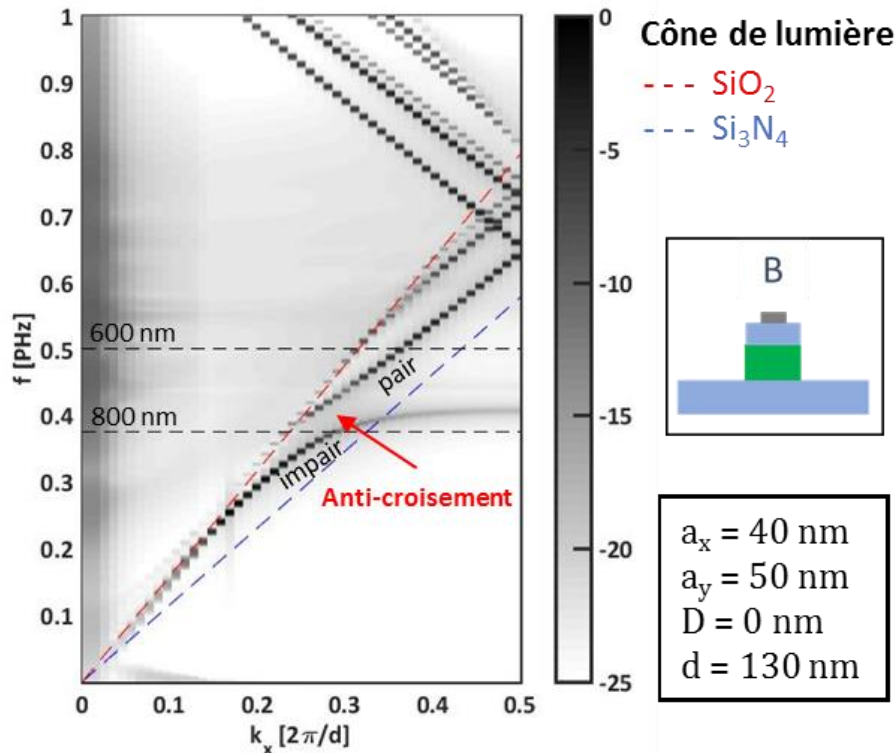 1
0.9
0.8
0.7
0.6
0.5
0.4
0.3
0.2
0.1
f [PHz]
600 nm
800 nm
pair
impair
Anti-croisement
0
0.1
0.2
0.3
0.4
0.5
k_x [2π/d]
0
-5
-10
-15
-20
-25
Cône de lumière
--- SiO₂
--- Si₃N₄
B
aₓ = 40 nm
a_y = 50 nm
D = 0 nm
d = 130 nm